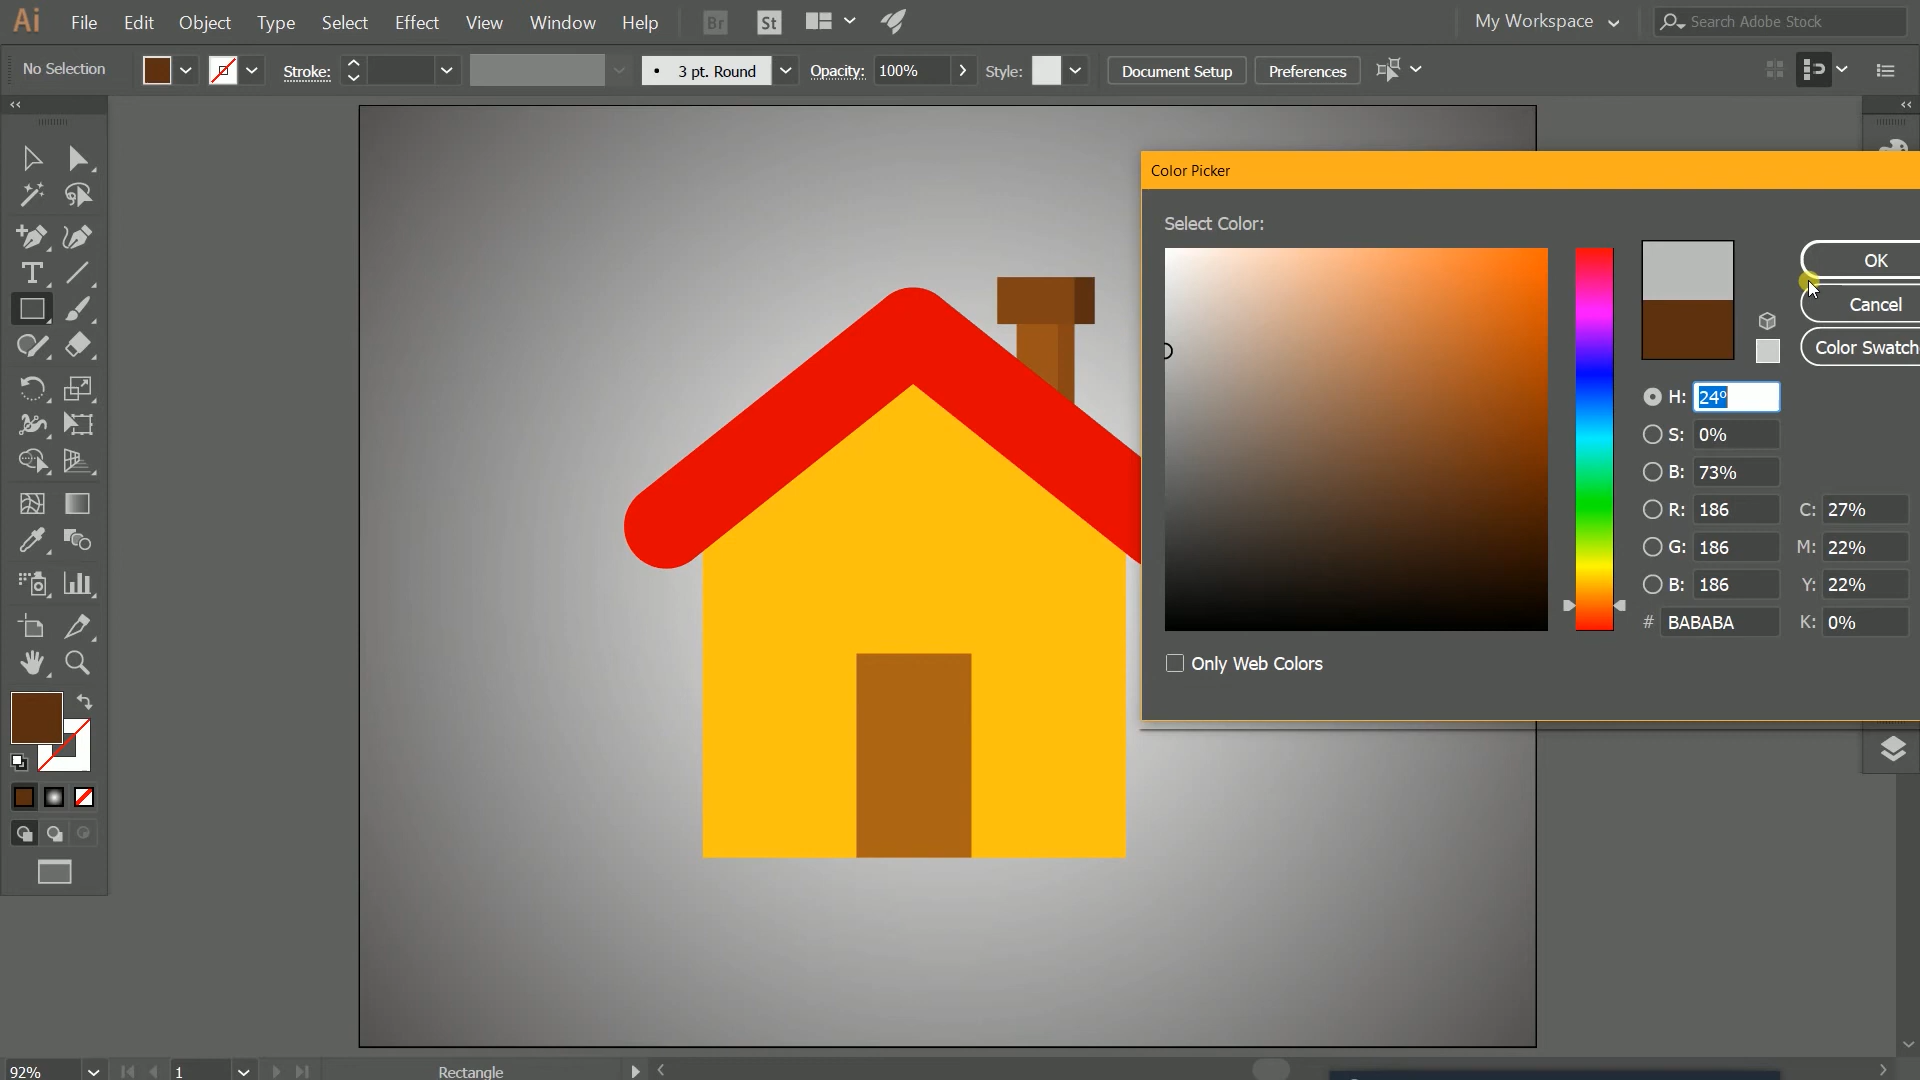 Ai File Edit Object Type Select Effect View Window Help Br St My Workspace Search Adobe Stock
No Selection Stroke: 3 pt. Round Opacity: 100% Style: Document Setup Preferences
Color Picker
Select Color:
OK
Cancel
Color Swatch
H: 24º
S: 0%
B: 73%
R: 186 C: 27%
G: 186 M: 22%
B: 186 Y: 22%
# BABABA K: 0%
Only Web Colors
92% 1 Rectangle